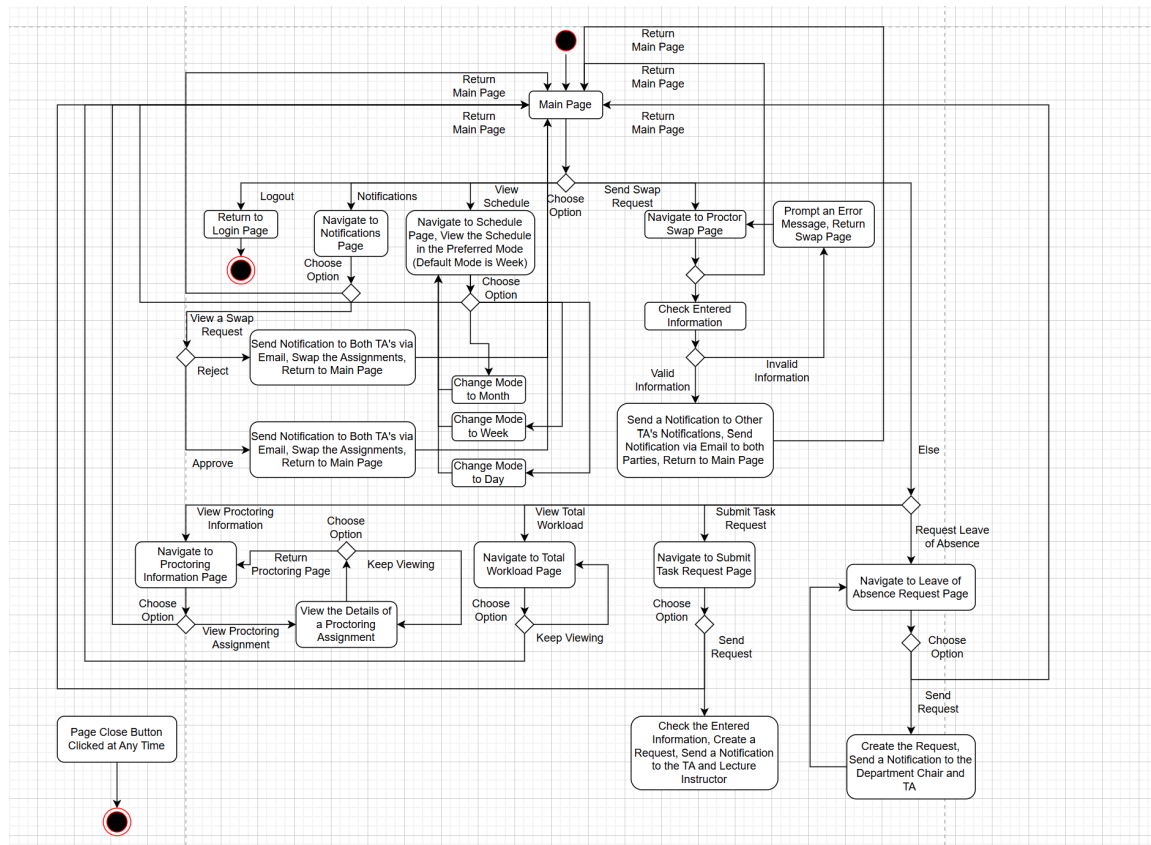 Return
Main Page
Return
Main Page
Return
Main Page
Main Page
Return
Main Page
Return
Main Page
Logout
Notifications
View
Schedule
Choose
Option
Send Swap
Request
Return to
Login Page
Navigate to
Notifications
Page
Navigate to Schedule
Page, View the Schedule
in the Preferred Mode
(Default Mode is Week)
Navigate to Proctor
Swap Page
Prompt an Error
Message, Return
Swap Page
Choose
Option
Choose
Option
Check Entered
Information
View a Swap
Request
Reject
Send Notification to Both TA's via
Email, Swap the Assignments,
Return to Main Page
Invalid
Information
Valid
Information
Change Mode
to Month
Change Mode
to Week
Change Mode
to Day
Send a Notification to Other
TA's Notifications, Send
Notification via Email to both
Parties, Return to Main Page
Send Notification to Both TA's via
Email, Swap the Assignments,
Return to Main Page
Approve
Else
View Proctoring
Information
Choose
Option
View Total
Workload
Submit Task
Request
Request Leave
of Absence
Navigate to
Proctoring
Information Page
Return
Proctoring Page
Keep Viewing
Navigate to Total
Workload Page
Navigate to Submit
Task Request Page
Navigate to Leave of
Absence Request Page
Choose
Option
View Proctoring
Assignment
View the Details of
a Proctoring
Assignment
Choose
Option
Keep Viewing
Choose
Option
Send
Request
Choose
Option
Send
Request
Page Close Button
Clicked at Any Time
Check the Entered
Information, Create a
Request, Send a Notification
to the TA and Lecture
Instructor
Create the Request,
Send a Notification to the
Department Chair and
TA